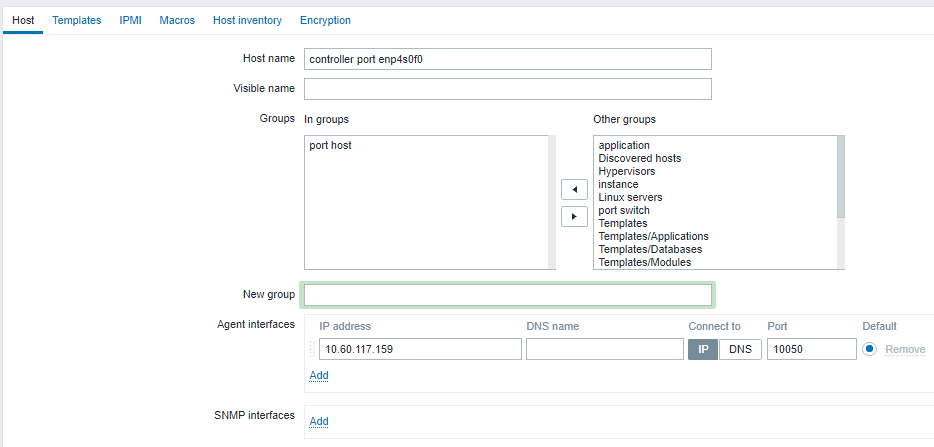 Host Templates IPMI Macros Host inventory Encryption
Host name controller port enp4s0f0
Visible name
Groups In groups Other groups
port host
application
Discovered hosts
Hypervisors
instance
Linux servers
port switch
Templates
Templates/Applications
Templates/Databases
Templates/Modules
New group
Agent interfaces IP address DNS name Connect to Port Default
10.60.117.159 IP DNS 10050 Remove
Add
SNMP interfaces Add